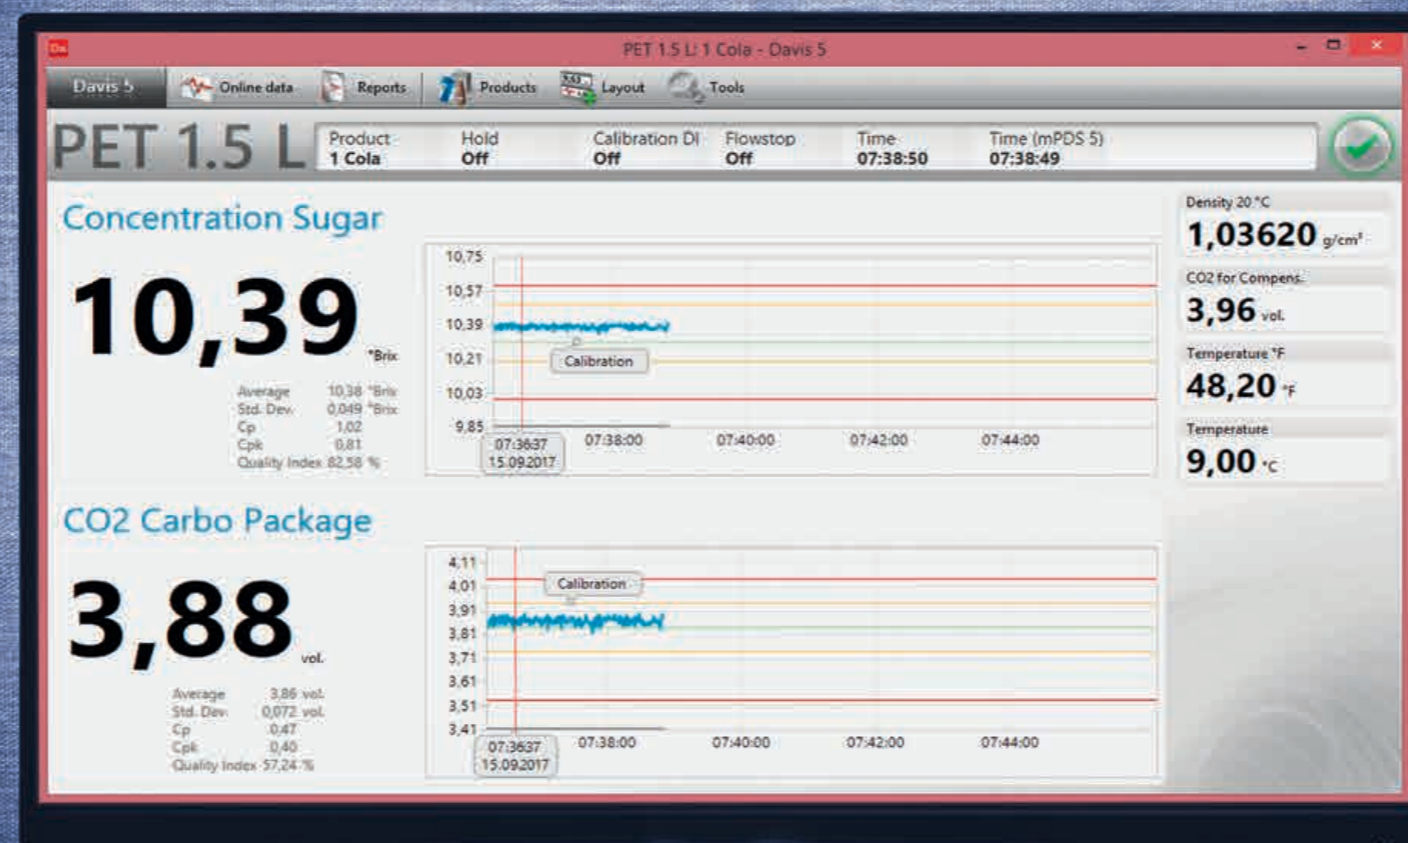 Da
PET 1.5 L: 1 Cola - Davis 5
Davis 5 Online data Reports Products Layout Tools
PET 1.5 L
Product Hold Calibration DI Flowstop Time Time (mPDS 5)
1 Cola Off Off Off 07:38:50 07:38:49
Concentration Sugar
10,39 °Brix
Average 10,38 °Brix
Std. Dev. 0,049 °Brix
Cp 1,02
Cpk 0,81
Quality Index 82,58 %
10,75
10,57
10,39
10,21
10,03
9,85
Calibration
07:36:37
15.09.2017
07:38:00 07:40:00 07:42:00 07:44:00
CO2 Carbo Package
3,88 vol.
Average 3,86 vol.
Std. Dev. 0,072 vol.
Cp 0,47
Cpk 0,40
Quality Index 57,24 %
4,11
4,01
3,91
3,81
3,71
3,61
3,51
3,41
Calibration
07:36:37
15.09.2017
07:38:00 07:40:00 07:42:00 07:44:00
Density 20 °C
1,03620 g/cm³
CO2 for Compens.
3,96 vol.
Temperature °F
48,20 °F
Temperature
9,00 °C